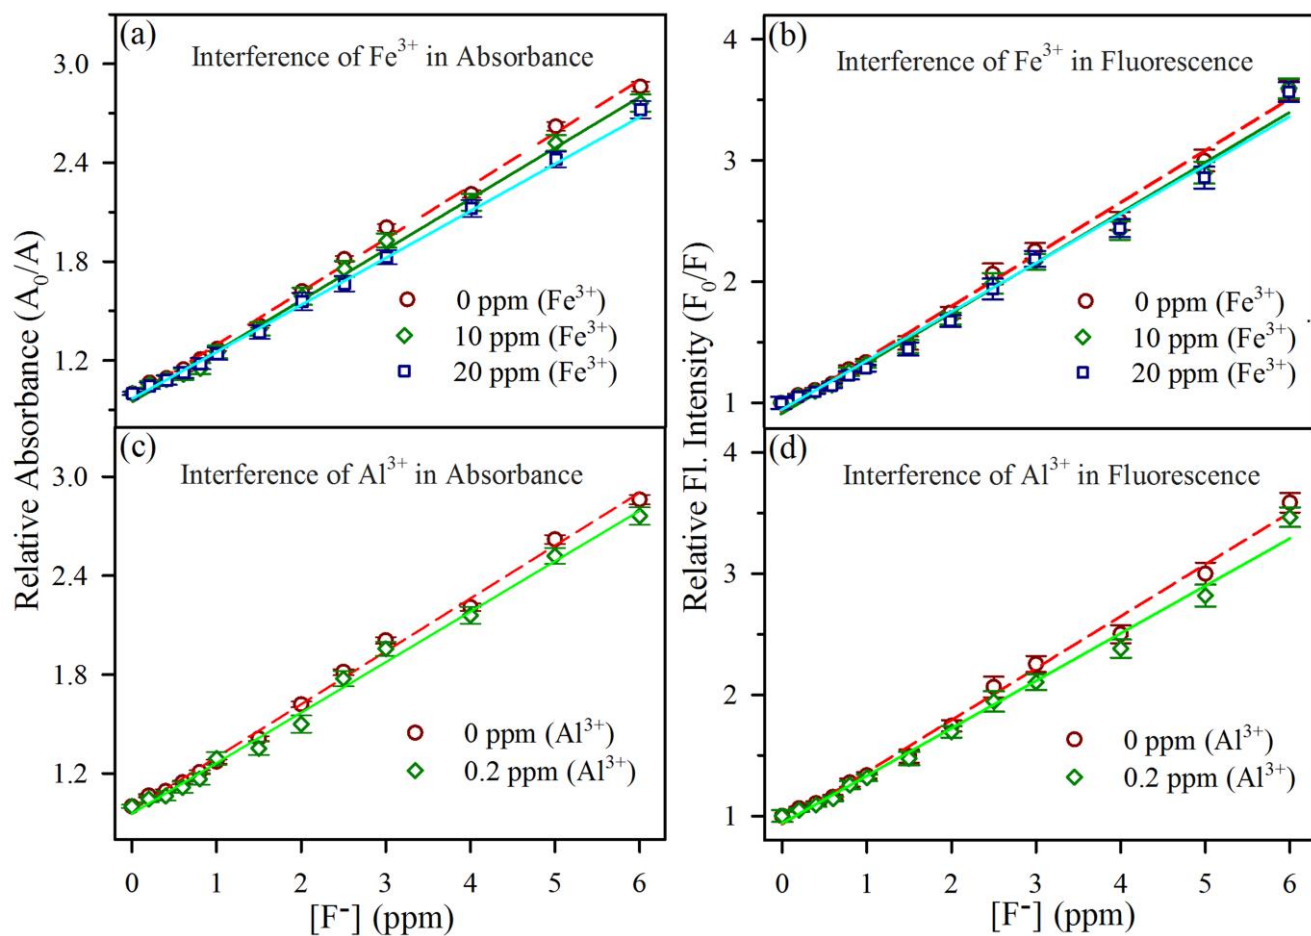 (a)
Interference of Fe³⁺ in Absorbance
3.0
2.4
1.8
1.2
0 ppm (Fe³⁺)
10 ppm (Fe³⁺)
20 ppm (Fe³⁺)
Relative Absorbance (A₀/A)
(b)
Interference of Fe³⁺ in Fluorescence
4
3
2
1
0 ppm (Fe³⁺)
10 ppm (Fe³⁺)
20 ppm (Fe³⁺)
Relative Fl. Intensity (F₀/F)
(c)
Interference of Al³⁺ in Absorbance
3.0
2.4
1.8
1.2
0 ppm (Al³⁺)
0.2 ppm (Al³⁺)
0 1 2 3 4 5 6
[F⁻] (ppm)
(d)
Interference of Al³⁺ in Fluorescence
4
3
2
1
0 ppm (Al³⁺)
0.2 ppm (Al³⁺)
0 1 2 3 4 5 6
[F⁻] (ppm)